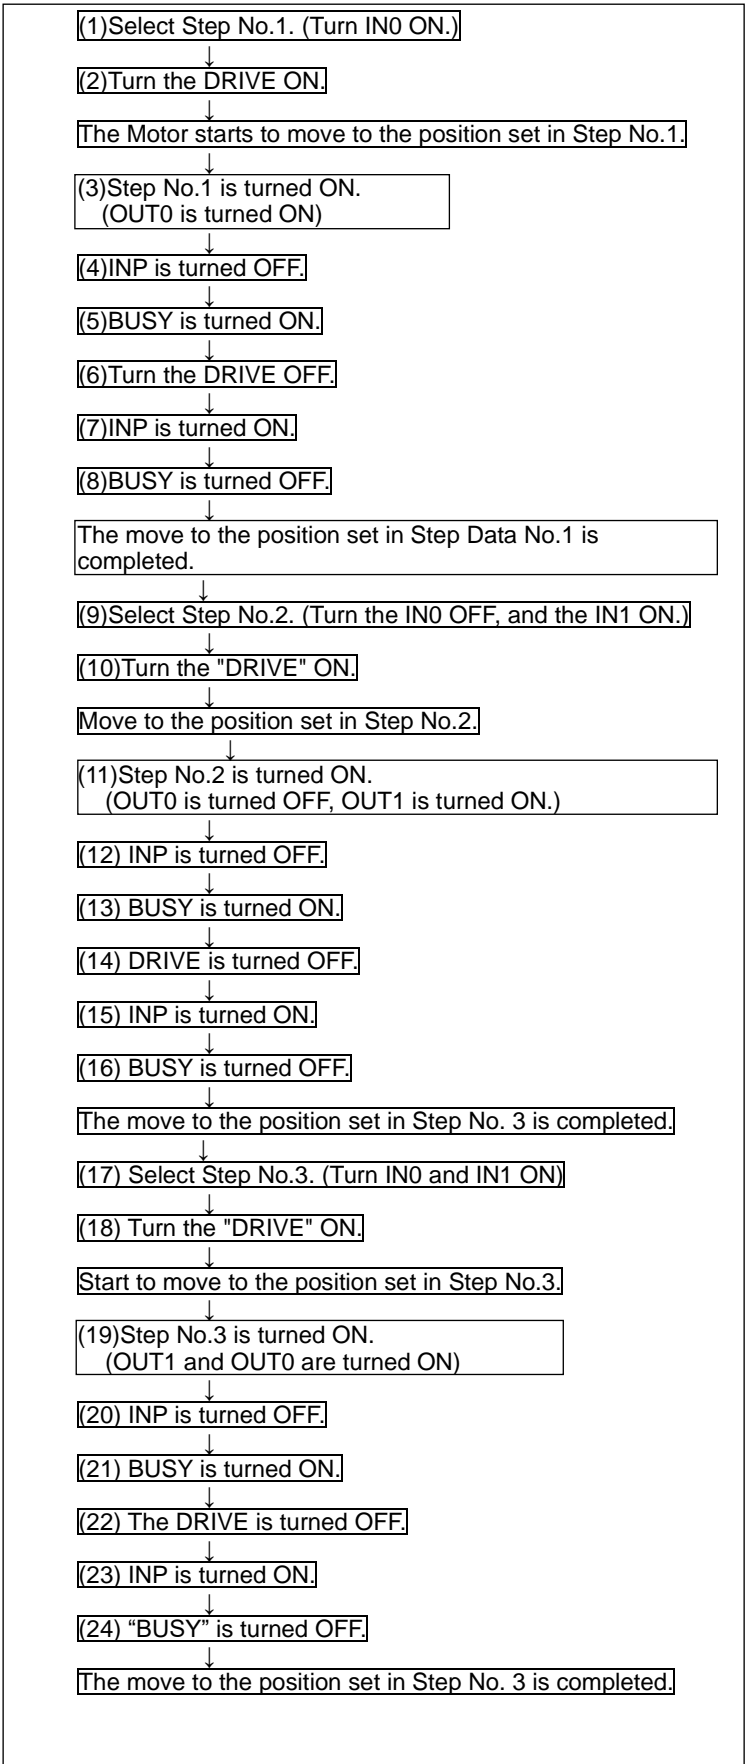 (1)Select Step No.1. (Turn IN0 ON.)
↓
(2)Turn the DRIVE ON.
↓
The Motor starts to move to the position set in Step No.1.
↓
(3)Step No.1 is turned ON.
(OUT0 is turned ON)
↓
(4)INP is turned OFF.
↓
(5)BUSY is turned ON.
↓
(6)Turn the DRIVE OFF.
↓
(7)INP is turned ON.
↓
(8)BUSY is turned OFF.
↓
The move to the position set in Step Data No.1 is
completed.
↓
(9)Select Step No.2. (Turn the IN0 OFF, and the IN1 ON.)
↓
(10)Turn the "DRIVE" ON.
↓
Move to the position set in Step No.2.
↓
(11)Step No.2 is turned ON.
(OUT0 is turned OFF, OUT1 is turned ON.)
↓
(12) INP is turned OFF.
↓
(13) BUSY is turned ON.
↓
(14) DRIVE is turned OFF.
↓
(15) INP is turned ON.
↓
(16) BUSY is turned OFF.
↓
The move to the position set in Step No. 3 is completed.
↓
(17) Select Step No.3. (Turn IN0 and IN1 ON)
↓
(18) Turn the "DRIVE" ON.
↓
Start to move to the position set in Step No.3.
↓
(19)Step No.3 is turned ON.
(OUT1 and OUT0 are turned ON)
↓
(20) INP is turned OFF.
↓
(21) BUSY is turned ON.
↓
(22) The DRIVE is turned OFF.
↓
(23) INP is turned ON.
↓
(24) “BUSY” is turned OFF.
↓
The move to the position set in Step No. 3 is completed.